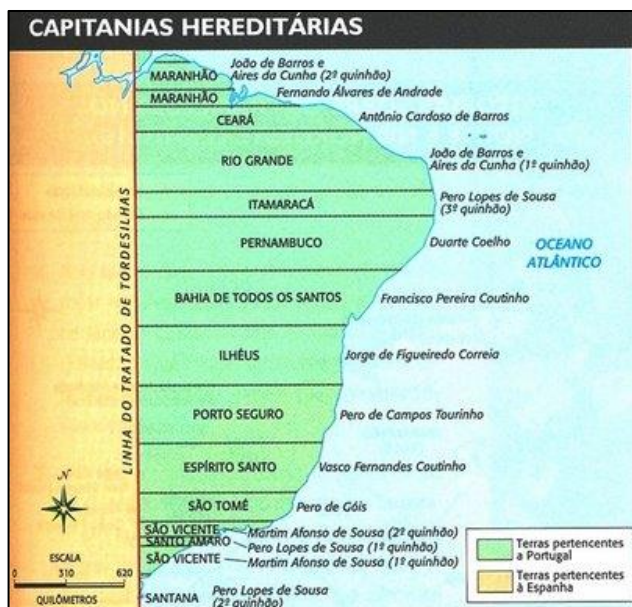 CAPITANIAS HEREDITÁRIAS
João de Barros e
Aires da Cunha (2º quinhão)
MARANHÃO
MARANHÃO
Fernando Álvares de Andrade
CEARÁ
Antônio Cardoso de Barros
RIO GRANDE
João de Barros e
Aires da Cunha (1º quinhão)
ITAMARACÁ
Pero Lopes de Sousa
(3º quinhão)
PERNAMBUCO
Duarte Coelho
OCEANO
ATLÂNTICO
BAHIA DE TODOS OS SANTOS
Francisco Pereira Coutinho
LINHA DO TRATADO DE TORDESILHAS
ILHÉUS
Jorge de Figueiredo Correia
PORTO SEGURO
Pero de Campos Tourinho
ESPÍRITO SANTO
Vasco Fernandes Coutinho
N
SÃO TOMÉ
Pero de Góis
SÃO VICENTE
Martim Afonso de Sousa (2º quinhão)
SANTO AMARO
Pero Lopes de Sousa (1º quinhão)
SÃO VICENTE
Martim Afonso de Sousa (1º quinhão)
SANTANA
Pero Lopes de Sousa
(2º quinhão)
ESCALA
0 310 620
QUILÔMETROS
Terras pertencentes
a Portugal
Terras pertencentes
à Espanha